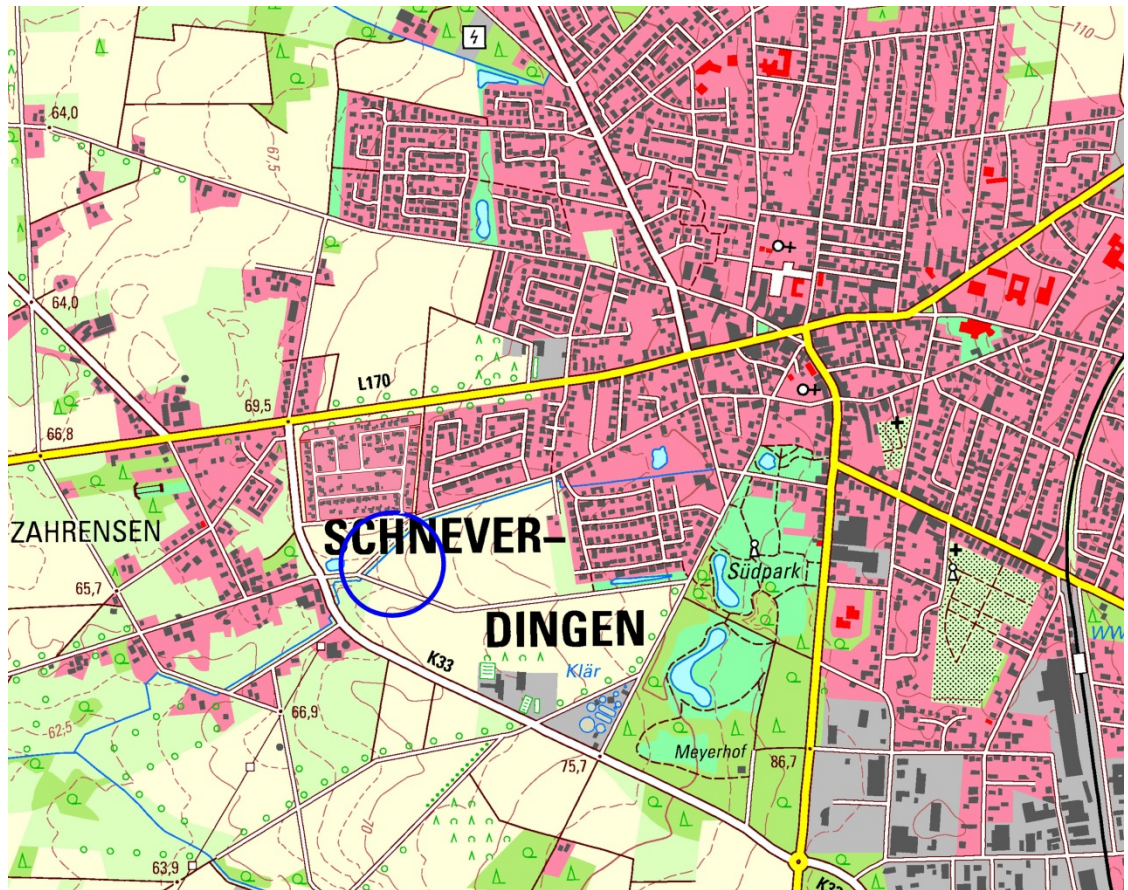 110
64,0
67,5
64,0
L170
69,5
66,8
ZAHRENSEN
SCHNEVER-
Südpark
65,7
DINGEN
K33
Klär
66,9
62,5
Meyerhof
75,7
86,7
70
63,9